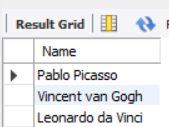 Result Grid
Name
Pablo Picasso
Vincent van Gogh
Leonardo da Vinci